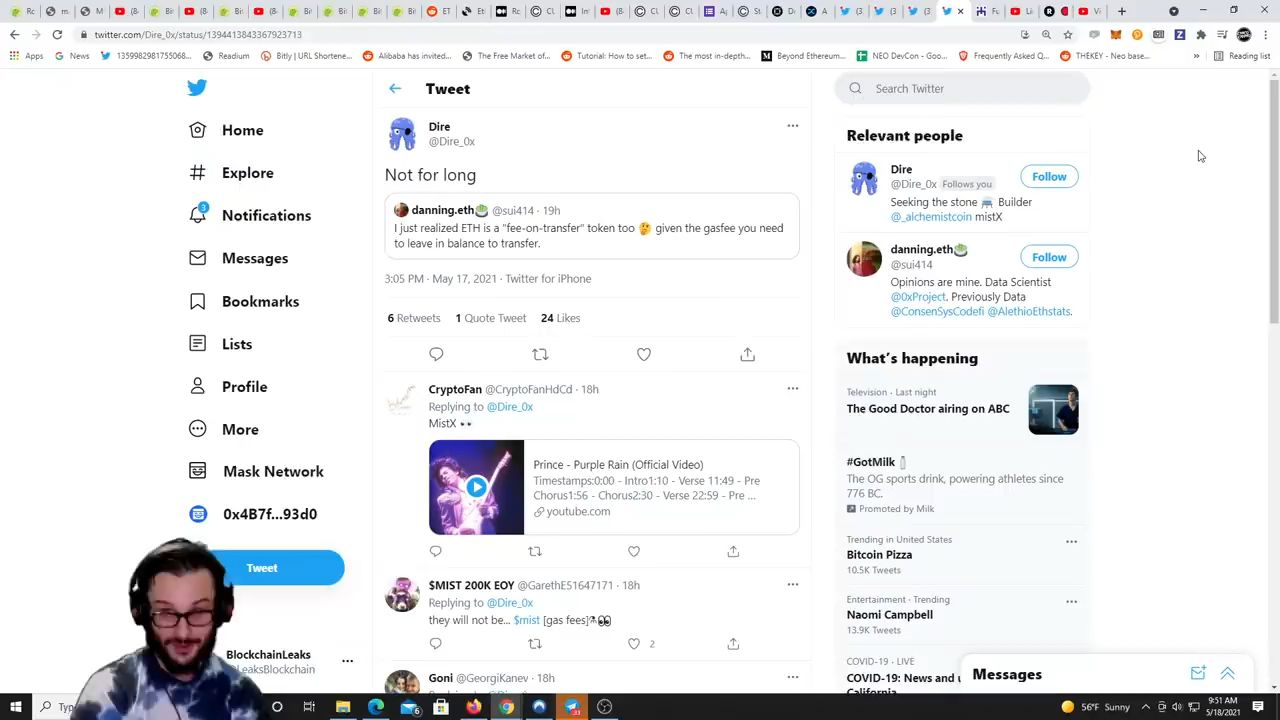 twitter.com/Dire_0x/status/1394413843367923713
Apps
News
1359982981755068...
Readium
Bitly | URL Shortene...
Alibaba has invited...
The Free Market of...
Tutorial: How to set...
The most in-depth...
Beyond Ethereum...
NEO DevCon - Goo...
Frequently Asked Q...
THEKEY - Neo base...
Reading list
Home
Explore
Notifications
3
Messages
Bookmarks
Lists
Profile
More
Mask Network
0x4B7f...93d0
Tweet
BlockchainLeaks
@LeaksBlockchain
Tweet
Dire
@Dire_0x
Not for long
danning.eth @sui414 · 19h
I just realized ETH is a "fee-on-transfer" token too 🤔 given the gasfee you need
to leave in balance to transfer.
3:05 PM · May 17, 2021 · Twitter for iPhone
6 Retweets 1 Quote Tweet 24 Likes
CryptoFan @CryptoFanHdCd · 18h
Replying to @Dire_0x
MistX 👀
Prince - Purple Rain (Official Video)
Timestamps:0:00 - Intro1:10 - Verse 11:49 - Pre
Chorus1:56 - Chorus2:30 - Verse 22:59 - Pre ...
youtube.com
$MIST 200K EOY @GarethE51647171 · 18h
Replying to @Dire_0x
they will not be... $mist [gas fees]⚗👀
2
Goni @GeorgiKanev · 18h
Search Twitter
Relevant people
Dire
@Dire_0x Follows you
Follow
Seeking the stone Builder
@_alchemistcoin mistX
danning.eth
@sui414
Follow
Opinions are mine. Data Scientist
@0xProject. Previously Data
@ConsenSysCodefi @AlethioEthstats.
What's happening
Television · Last night
The Good Doctor airing on ABC
#GotMilk
The OG sports drink, powering athletes since
776 BC.
Promoted by Milk
Trending in United States
Bitcoin Pizza
10.5K Tweets
Entertainment · Trending
Naomi Campbell
13.9K Tweets
COVID-19 · LIVE
COVID-19: News and
California
Messages
56°F Sunny
9:51 AM
5/18/2021